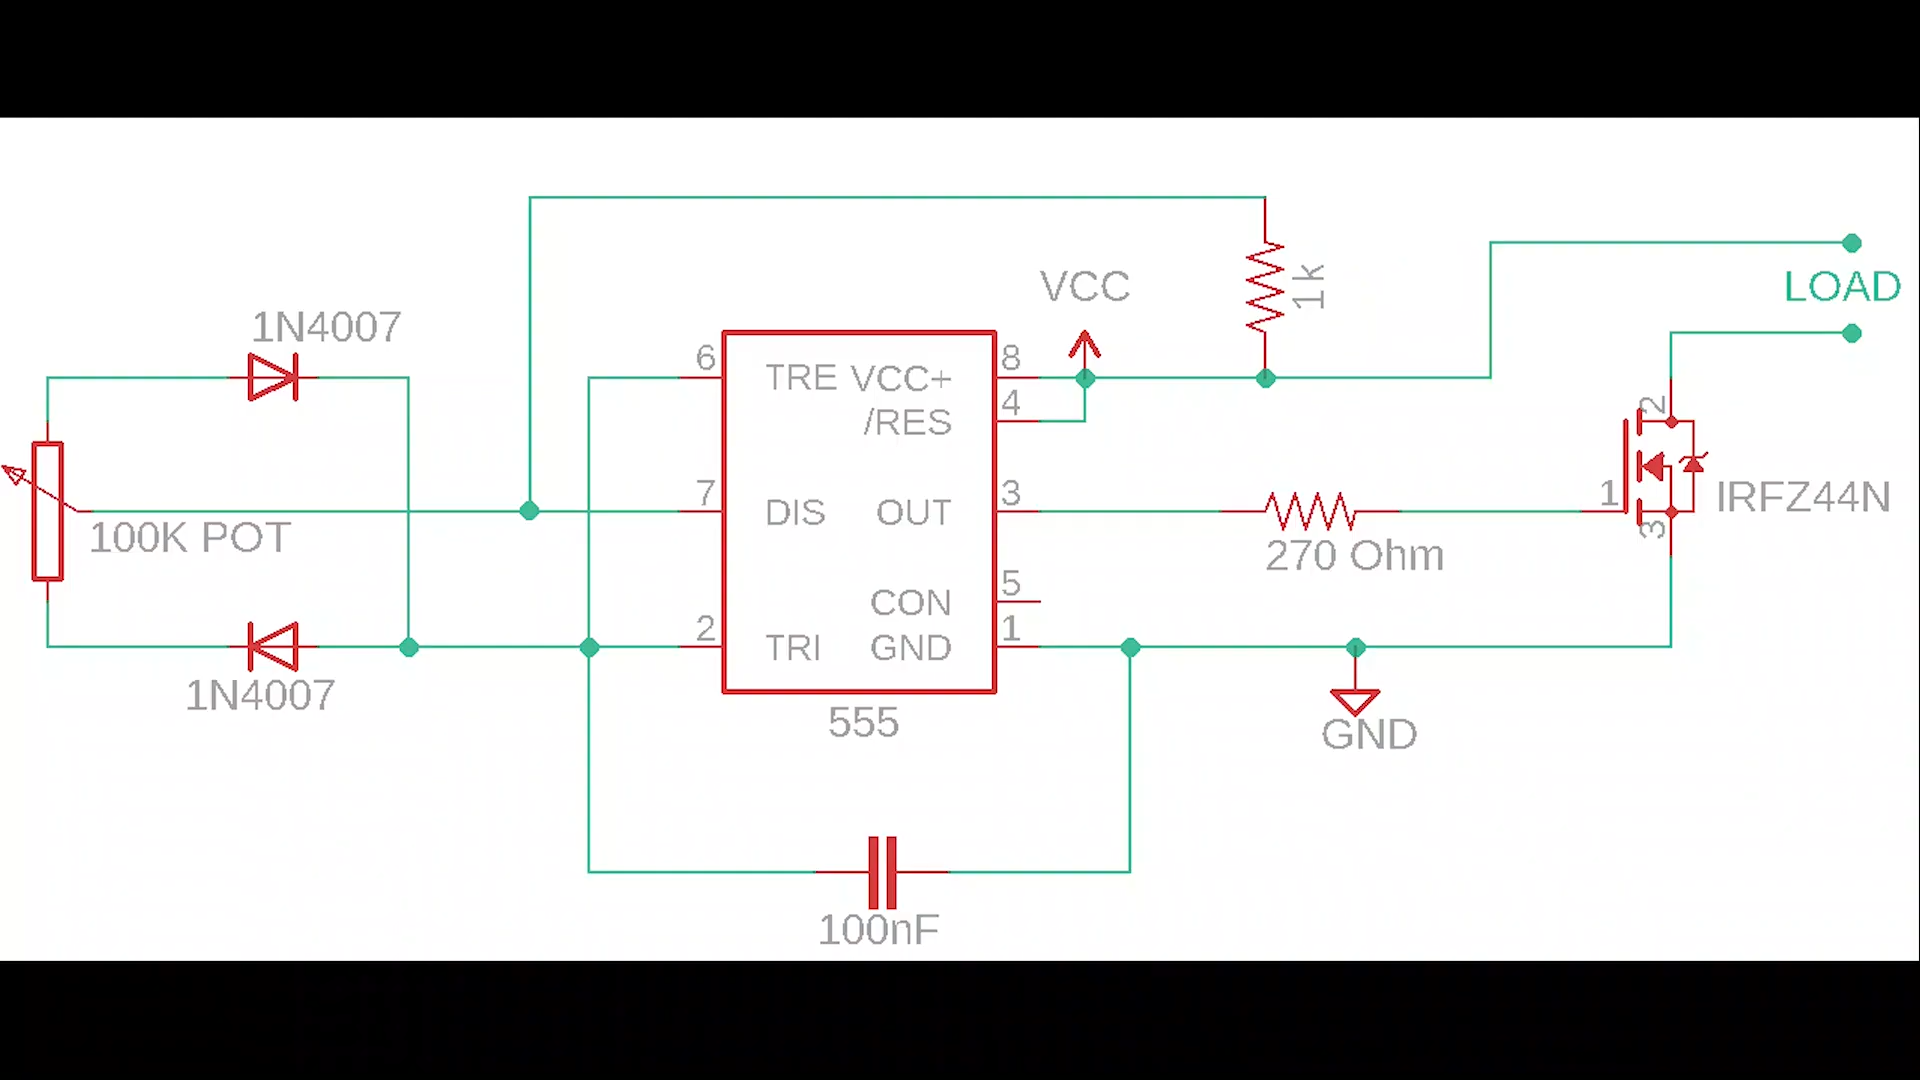 1k
VCC
LOAD
1N4007
6
TRE
VCC+
8
/RES
4
2
7
DIS
OUT
3
1
IRFZ44N
3
100K POT
270 Ohm
CON
5
2
TRI
GND
1
1N4007
555
GND
100nF